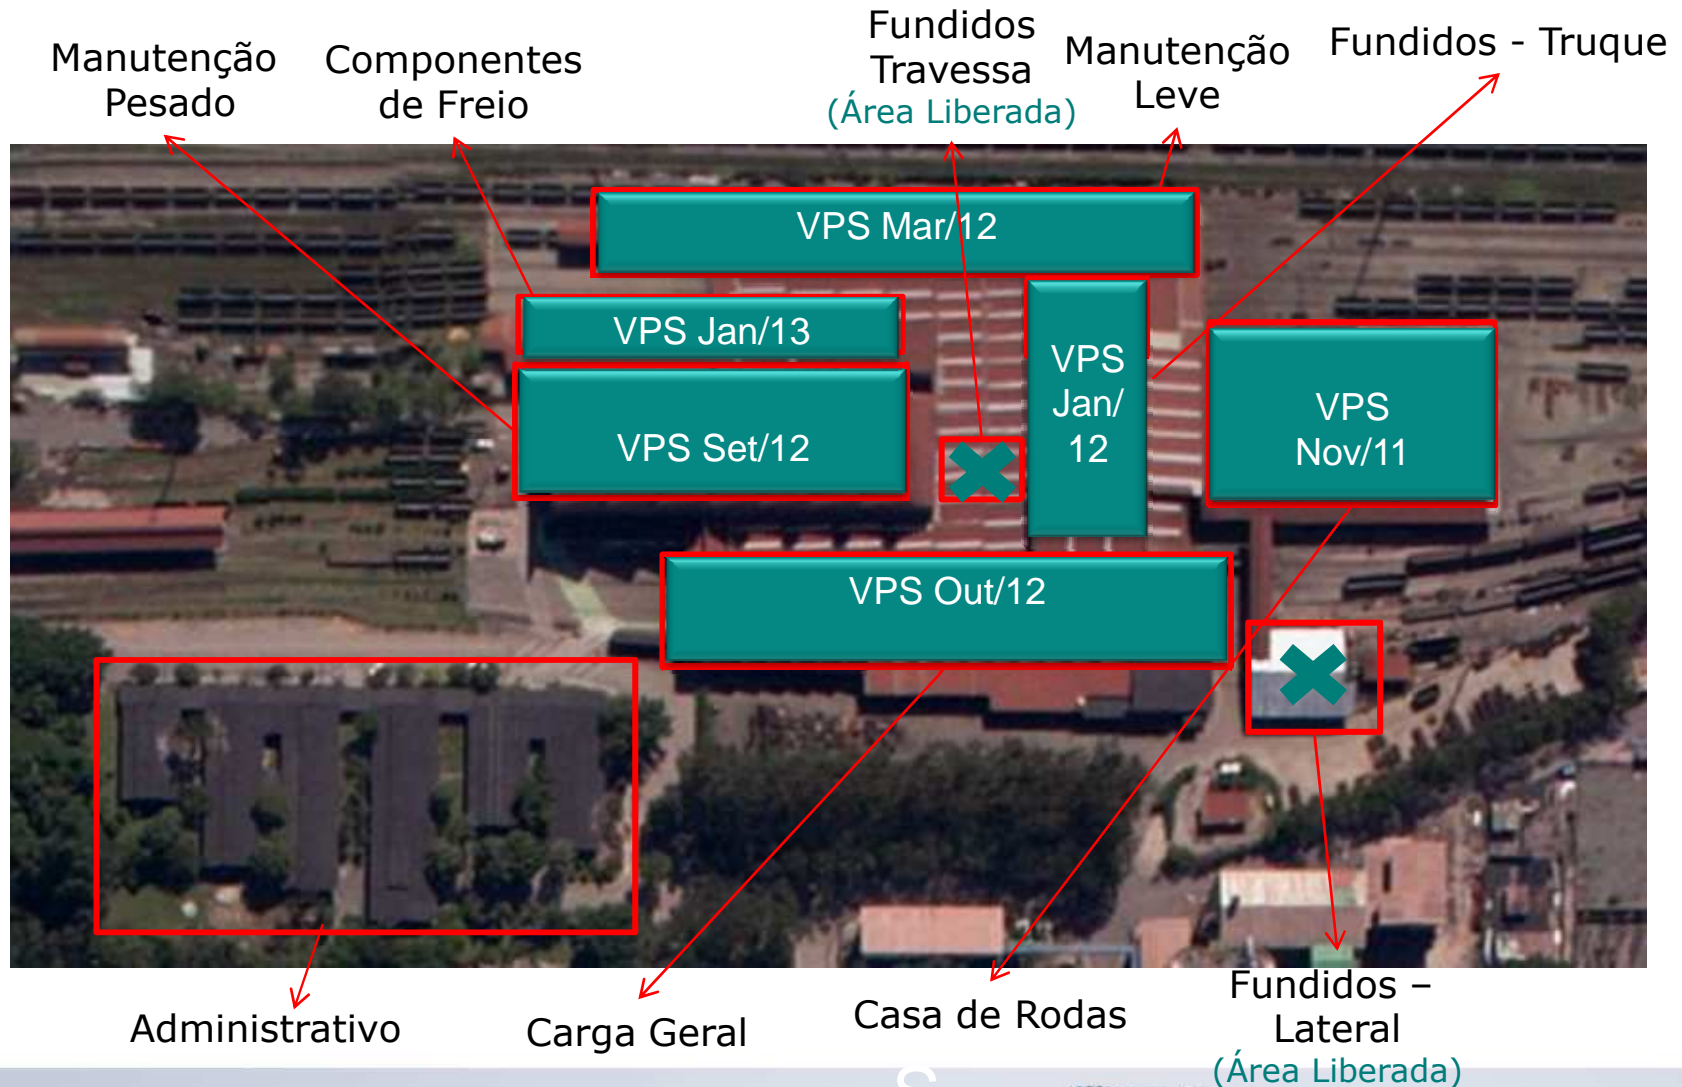 Manutenção
Pesado
Componentes
de Freio
Fundidos
Travessa
(Área Liberada)
Manutenção
Leve
Fundidos - Truque
VPS Mar/12
VPS Jan/13
VPS Set/12
VPS
Jan/
12
VPS
Nov/11
VPS Out/12
Administrativo
Carga Geral
Casa de Rodas
Fundidos –
Lateral
(Área Liberada)